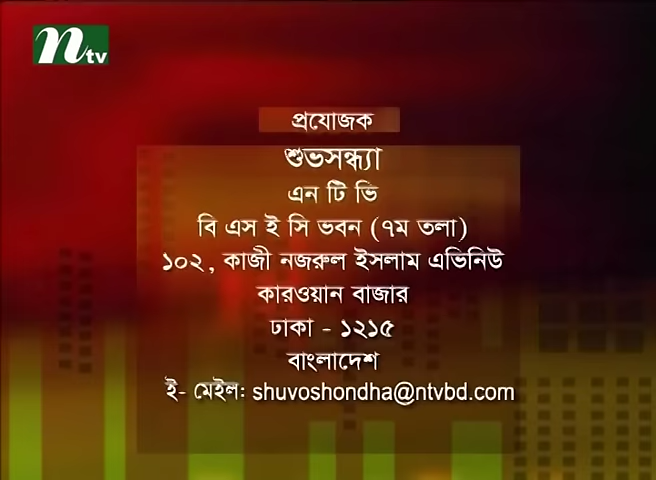 ntv
প্রযোজক
শুভসন্ধ্যা
এন টি ভি
বি এস ই সি ভবন (৭ম তলা)
১০২, কাজী নজরুল ইসলাম এভিনিউ
কারওয়ান বাজার
ঢাকা - ১২১৫
বাংলাদেশ
ই- মেইল: shuvoshondha@ntvbd.com